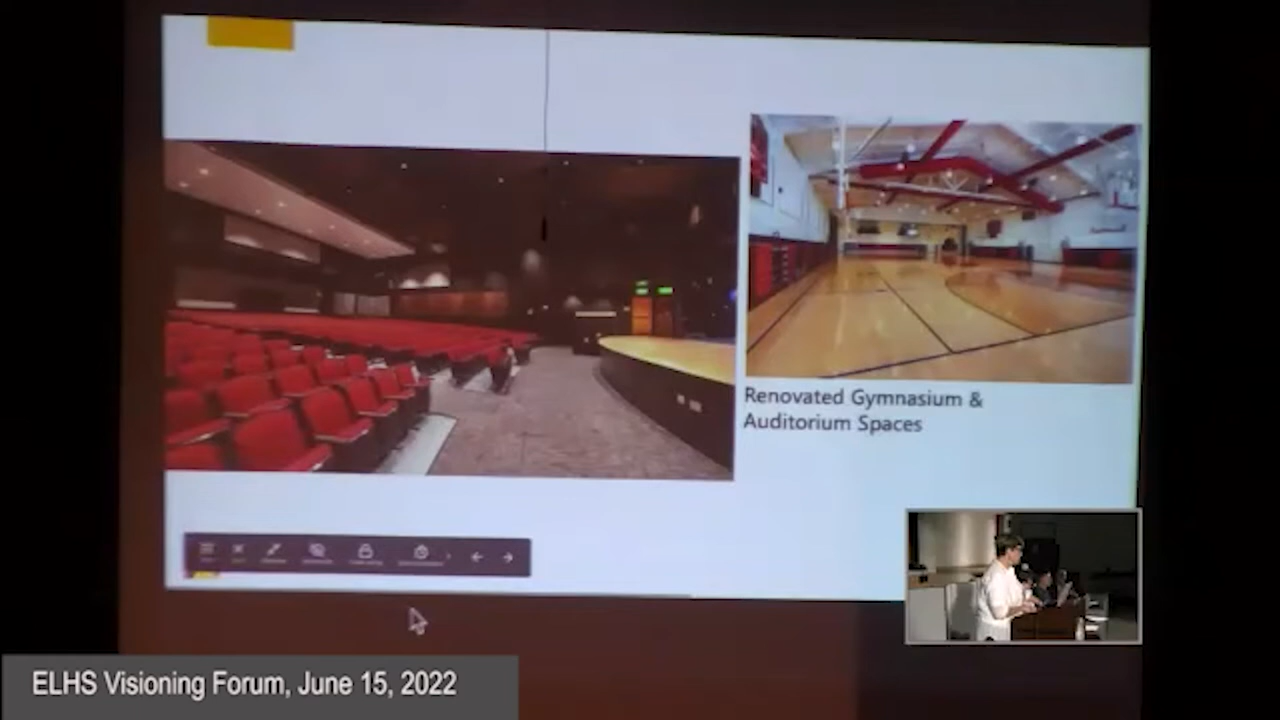 Renovated Gymnasium &
Auditorium Spaces
ELHS Visioning Forum, June 15, 2022